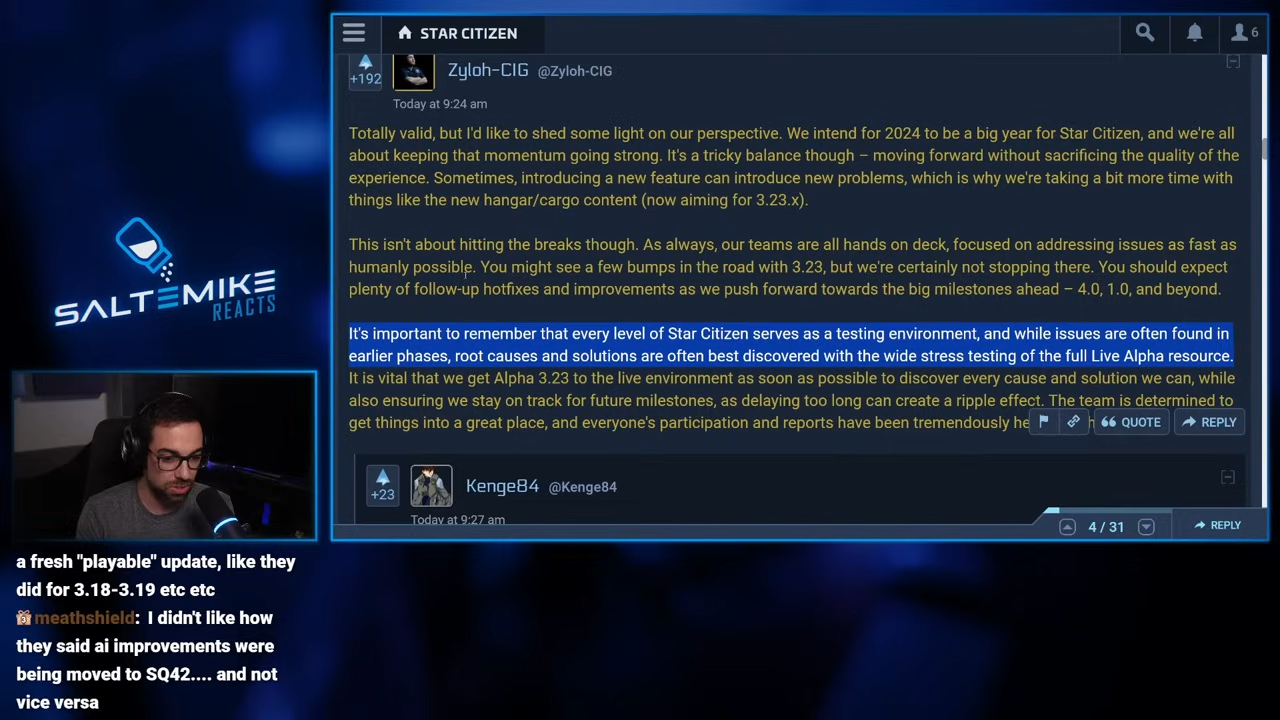 STAR CITIZEN
6
+192
Zyloh-CIG @Zyloh-CIG
Today at 9:24 am
Totally valid, but I'd like to shed some light on our perspective. We intend for 2024 to be a big year for Star Citizen, and we're all
about keeping that momentum going strong. It's a tricky balance though – moving forward without sacrificing the quality of the
experience. Sometimes, introducing a new feature can introduce new problems, which is why we're taking a bit more time with
things like the new hangar/cargo content (now aiming for 3.23.x).
This isn't about hitting the breaks though. As always, our teams are all hands on deck, focused on addressing issues as fast as
humanly possible. You might see a few bumps in the road with 3.23, but we're certainly not stopping there. You should expect
plenty of follow-up hotfixes and improvements as we push forward towards the big milestones ahead – 4.0, 1.0, and beyond.
It's important to remember that every level of Star Citizen serves as a testing environment, and while issues are often found in
earlier phases, root causes and solutions are often best discovered with the wide stress testing of the full Live Alpha resource.
It is vital that we get Alpha 3.23 to the live environment as soon as possible to discover every cause and solution we can, while
also ensuring we stay on track for future milestones, as delaying too long can create a ripple effect. The team is determined to
get things into a great place, and everyone's participation and reports have been tremendously he
QUOTE
REPLY
+23
Kenge84 @Kenge84
Today at 9:27 am
4 / 31
REPLY
SALTEMIKE
REACTS
a fresh "playable" update, like they
did for 3.18-3.19 etc etc
meathshield: I didn't like how
they said ai improvements were
being moved to SQ42.... and not
vice versa